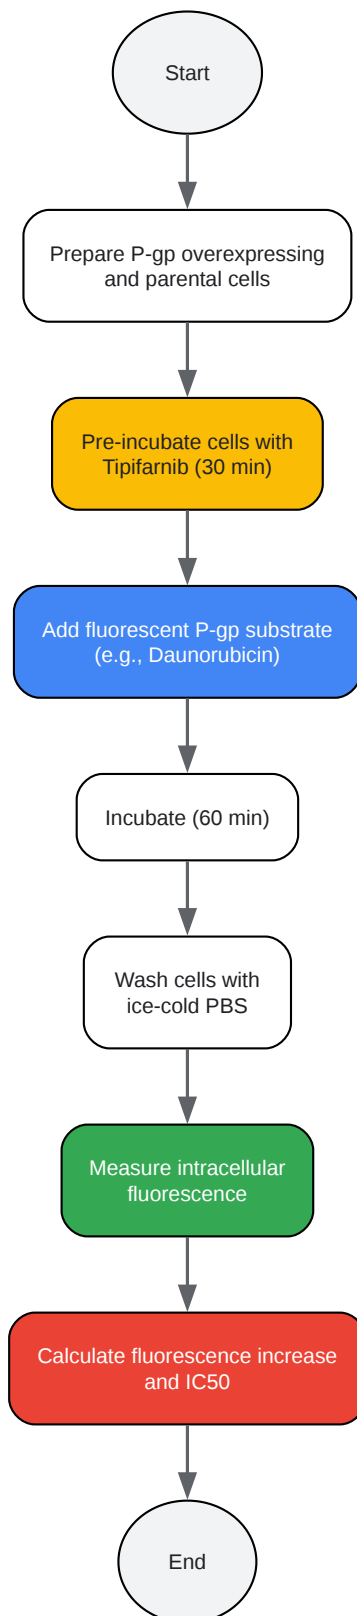 Start
Prepare P-gp overexpressing
and parental cells
Pre-incubate cells with
Tipifarnib (30 min)
Add fluorescent P-gp substrate
(e.g., Daunorubicin)
Incubate (60 min)
Wash cells with
ice-cold PBS
Measure intracellular
fluorescence
Calculate fluorescence increase
and IC50
End